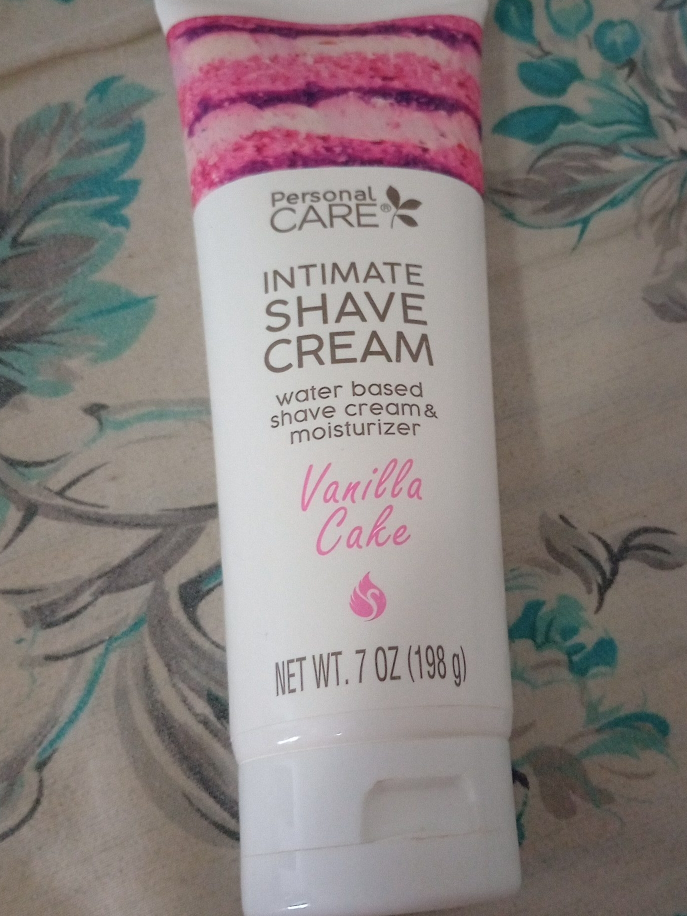 Personal
CARE®
INTIMATE
SHAVE
CREAM
water based
shave cream &
moisturizer
Vanilla
Cake
NET WT. 7 OZ (198 g)